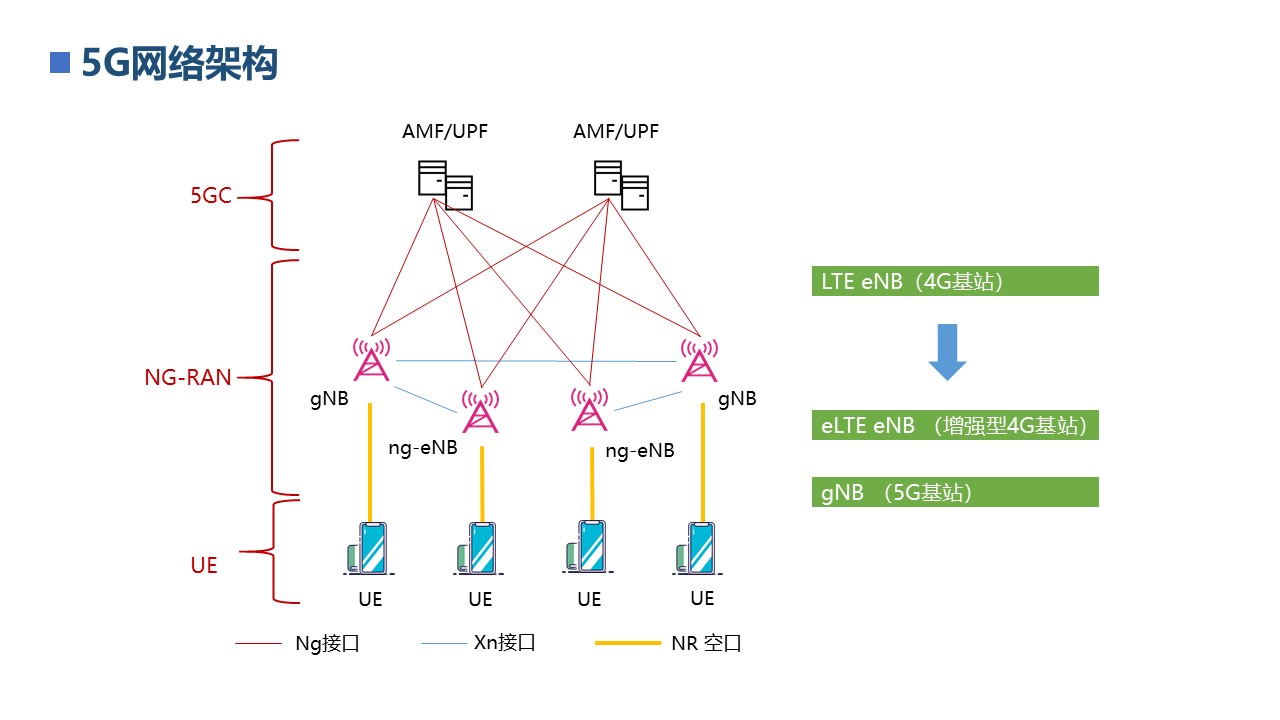 5G网络架构
AMF/UPF
AMF/UPF
5GC
LTE eNB（4G基站）
NG-RAN
gNB
gNB
eLTE eNB （增强型4G基站）
ng-eNB
ng-eNB
gNB （5G基站）
UE
UE
UE
UE
UE
Ng接口
Xn接口
NR 空口